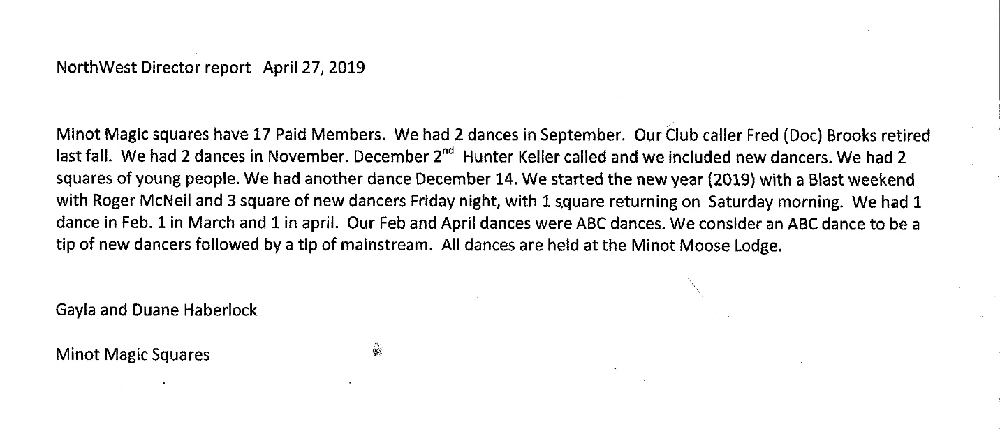 NorthWest Director report April 27, 2019
Minot Magic squares have 17 Paid Members. We had 2 dances in September. Our Club caller Fred (Doc) Brooks retired
last fall. We had 2 dances in November. December 2nd Hunter Keller called and we included new dancers. We had 2
squares of young people. We had another dance December 14. We started the new year (2019) with a Blast weekend
with Roger McNeil and 3 square of new dancers Friday night, with 1 square returning on Saturday morning. We had 1
dance in Feb. 1 in March and 1 in april. Our Feb and April dances were ABC dances. We consider an ABC dance to be a
tip of new dancers followed by a tip of mainstream. All dances are held at the Minot Moose Lodge.
Gayla and Duane Haberlock
Minot Magic Squares